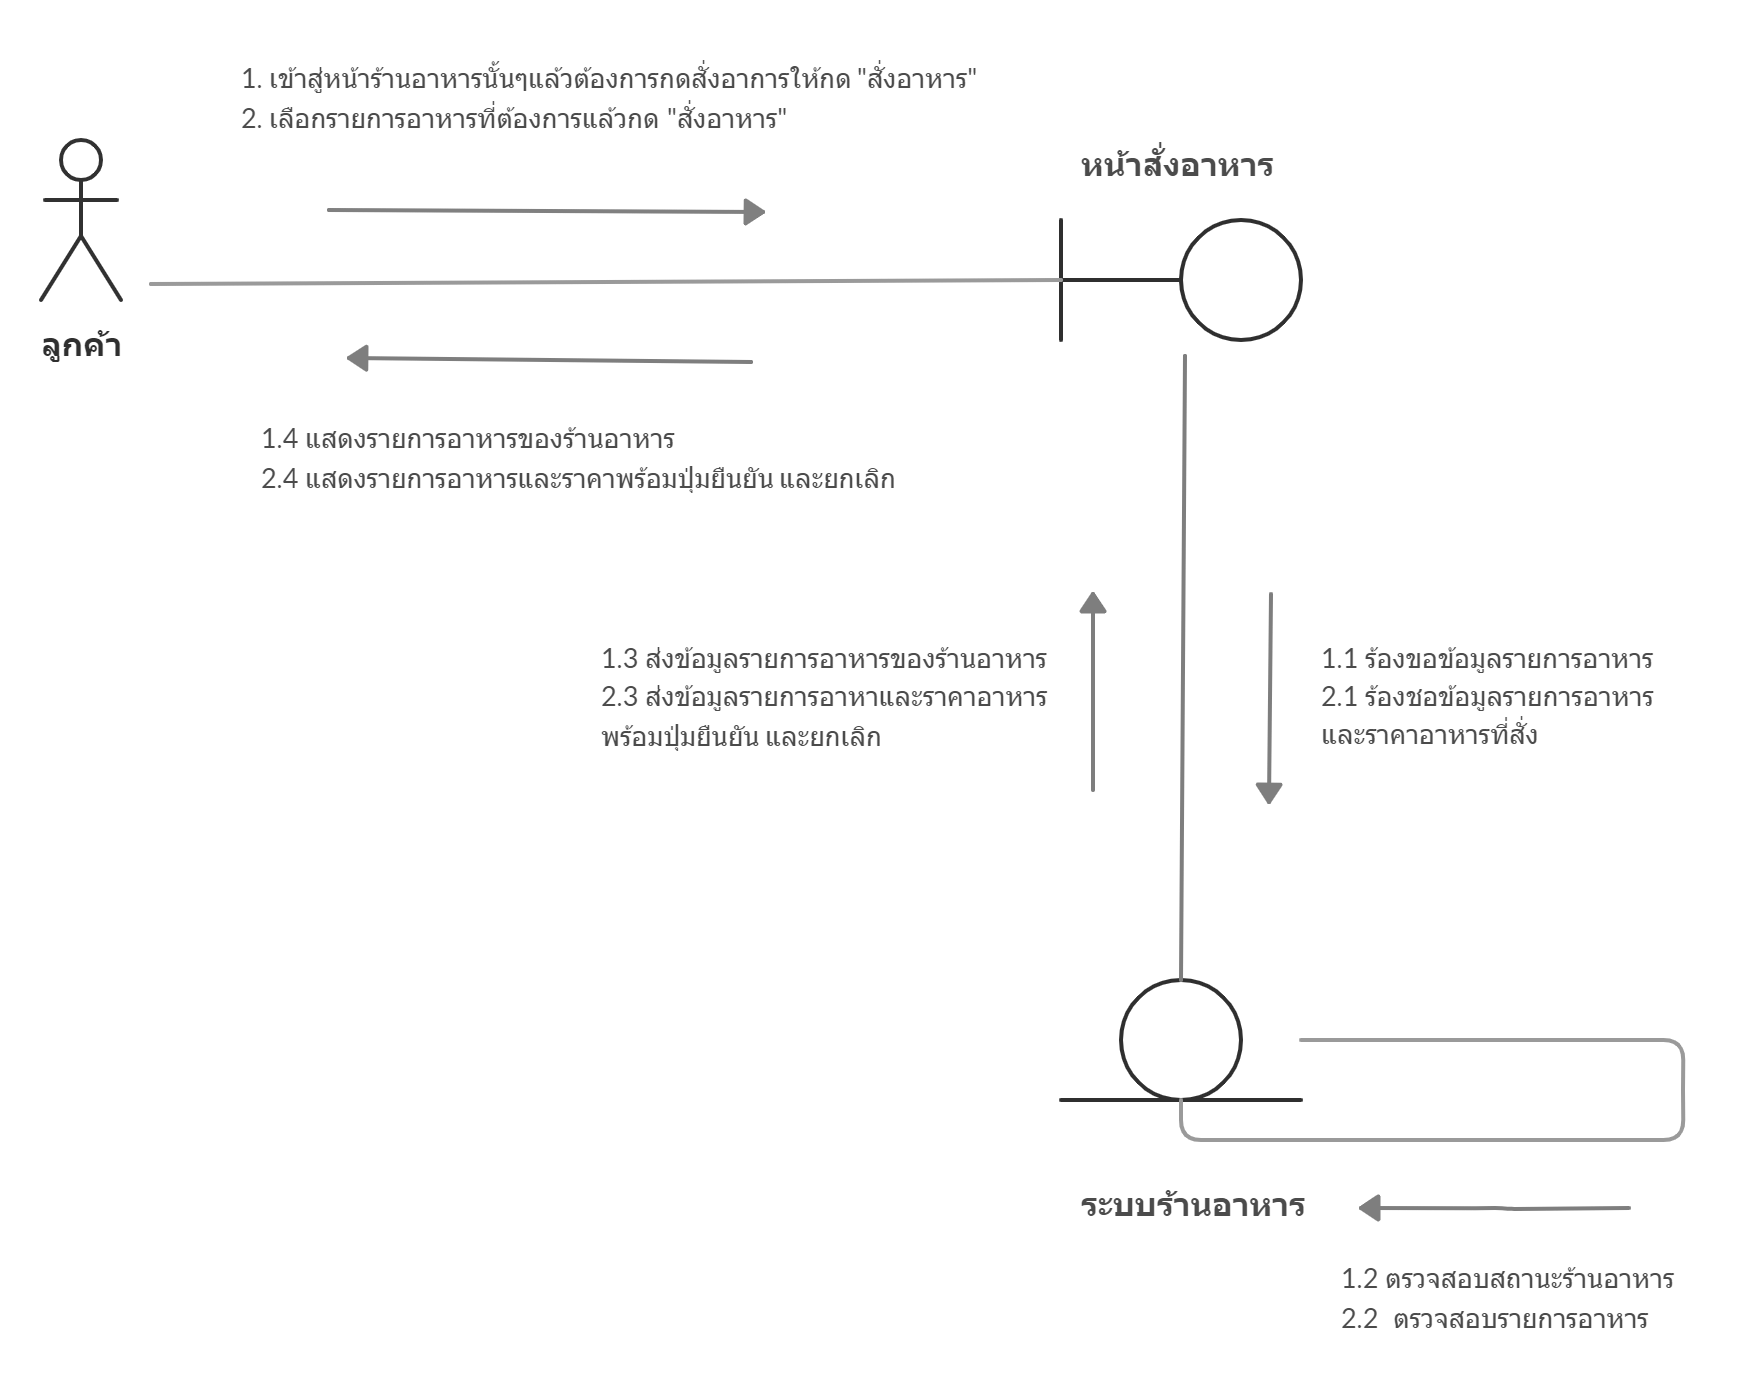 1. เข้าสู่หน้าร้านอาหารนั้นๆแล้วต้องการกดสั่งอาการให้กด "สั่งอาหาร"
2. เลือกรายการอาหารที่ต้องการแล้วกด "สั่งอาหาร"
หน้าสั่งอาหาร
ลูกค้า
1.4 แสดงรายการอาหารของร้านอาหาร
2.4 แสดงรายการอาหารและราคาพร้อมปุ่มยืนยัน และยกเลิก
1.3 ส่งข้อมูลรายการอาหารของร้านอาหาร
2.3 ส่งข้อมูลรายการอาหาและราคาอาหาร
พร้อมปุ่มยืนยัน และยกเลิก
1.1 ร้องขอข้อมูลรายการอาหาร
2.1 ร้องชอข้อมูลรายการอาหาร
และราคาอาหารที่สั่ง
ระบบร้านอาหาร
1.2 ตรวจสอบสถานะร้านอาหาร
2.2 ตรวจสอบรายการอาหาร